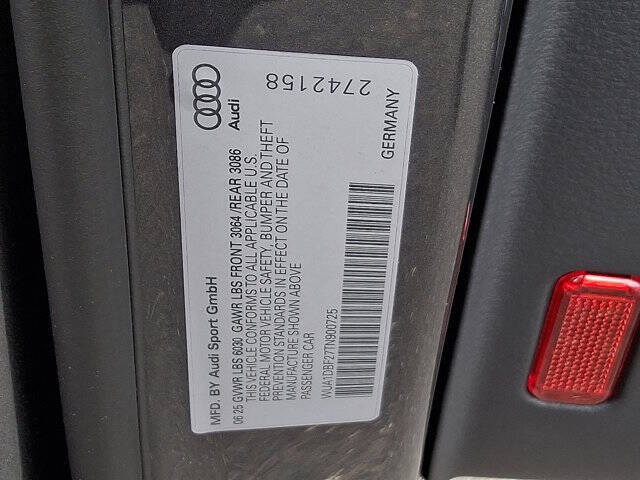 MFD. BY Audi Sport GmbH
Audi
06 25 GVWR LBS 6030 GAWR LBS FRONT 3064 /REAR 3086
THIS VEHICLE CONFORMS TO ALL APPLICABLE U.S.
FEDERAL MOTOR VEHICLE SAFETY, BUMPER AND THEFT
PREVENTION STANDARDS IN EFFECT ON THE DATE OF
MANUFACTURE SHOWN ABOVE
PASSENGER CAR
WUA1DBF27TN900725
2742158
GERMANY